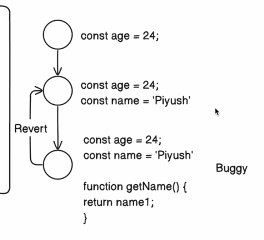 const age = 24;
const age = 24;
const name = 'Piyush'
Revert
const age = 24;
const name = 'Piyush'
Buggy
function getName() {
return name1;
}